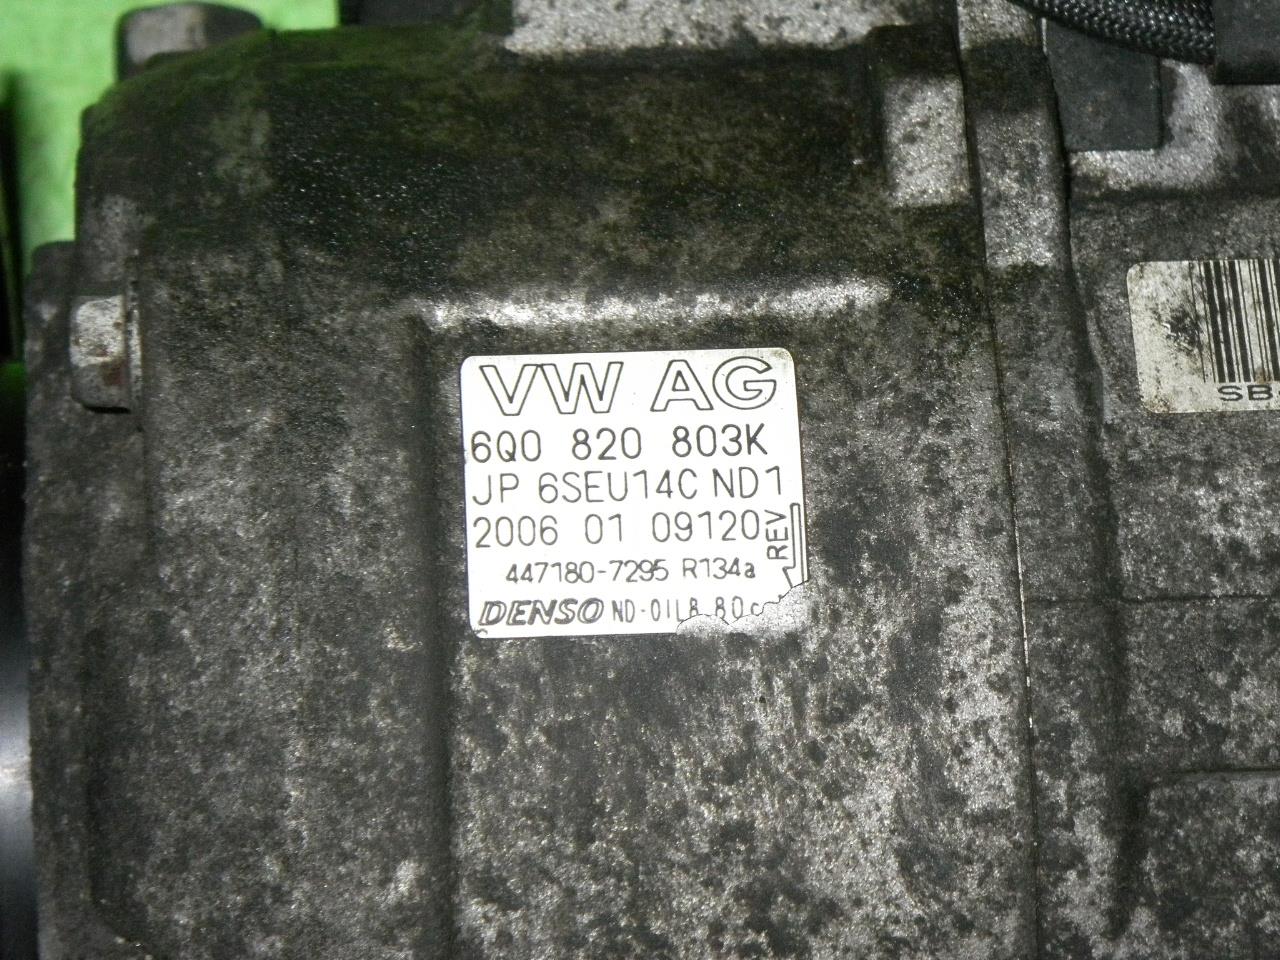 VW AG
6Q0 820 803K
JP 6SEU14C ND1
2006 01 09120
REV
447180-7295 R134a
DENSO ND-OIL8 80c
SB